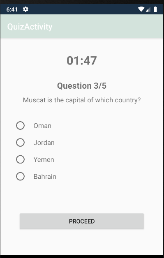 6:41
QuizActivity
01:47
Question 3/5
Muscat is the capital of which country?
Oman
Jordan
Yemen
Bahrain
PROCEED